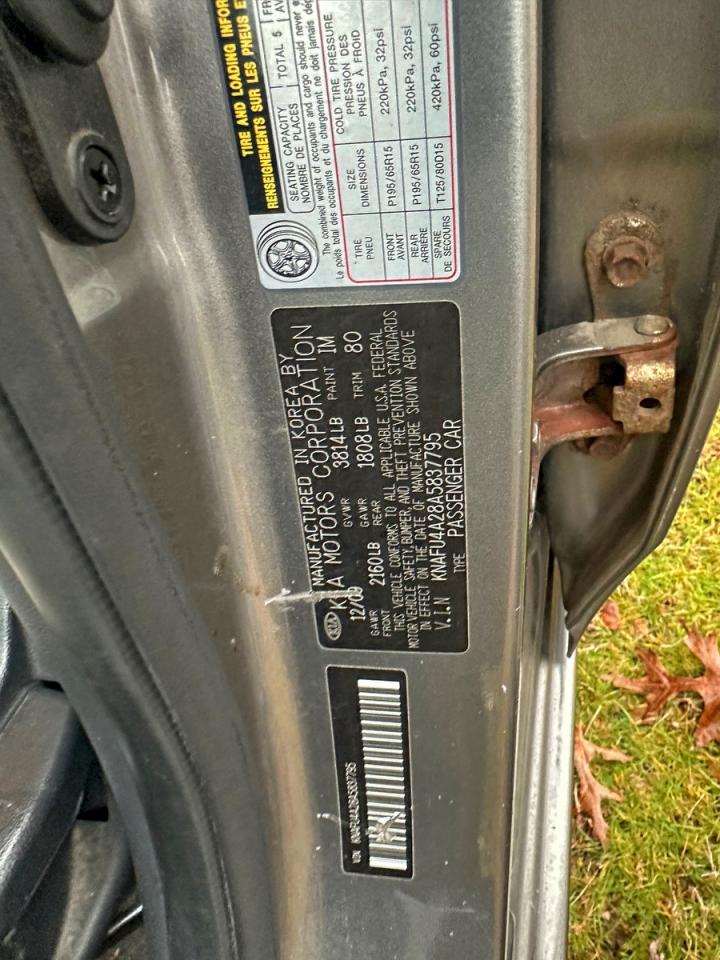 TIRE AND LOADING INFOR
RENSEIGNEMENTS SUR LES PNEUS E
SEATING CAPACITY
NOMBRE DE PLACES
TOTAL 5
The combined weight of occupants and cargo should never
Le poids total des occupants et du chargement ne doit jamais
TIRE
PNEU
SIZE
DIMENSIONS
COLD TIRE PRESSURE
PRESSION DES
PNEUS À FROID
FRONT
AVANT
P195/65R15
220kPa, 32psi
REAR
ARRIÈRE
P195/65R15
220kPa, 32psi
SPARE
DE SECOURS
T125/80D15
420kPa, 60psi
KIA
MANUFACTURED IN KOREA BY
KIA MOTORS CORPORATION
12/09 GVWR 3814LB PAINT IM
GAWR FRONT 2160LB GAWR REAR 1808LB TRIM 80
THIS VEHICLE CONFORMS TO ALL APPLICABLE U.S.A. FEDERAL
MOTOR VEHICLE SAFETY, BUMPER, AND THEFT PREVENTION STANDARDS
IN EFFECT ON THE DATE OF MANUFACTURE SHOWN ABOVE
V.I.N KNAFU4A28A5837795
TYPE PASSENGER CAR
KNAFU4A28A5837795